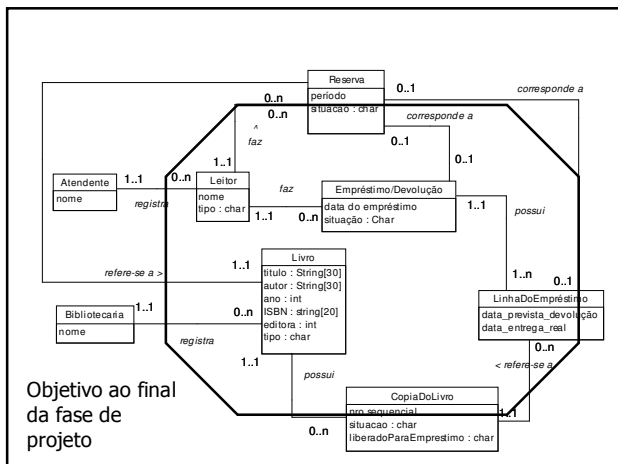 Reserva
período
situacao : char
0..n
0..n
0..1
corresponde a
corresponde a
0..1
^
faz
1..1
0..1
Atendente
nome
1..1
0..n
registra
Leitor
nome
tipo : char
faz
1..1
0..n
Empréstimo/Devolução
data do empréstimo
situação : Char
1..1
possui
Livro
titulo : String[30]
autor : String[30]
ano : int
ISBN : string[20]
editora : int
tipo : char
refere-se a >
1..1
1..n
0..1
LinhaDoEmpréstimo
data_prevista_devolução
data_entrega_real
Bibliotecaria
nome
1..1
0..n
registra
1..1
possui
0..n
< refere-se a
Objetivo ao final
da fase de
projeto
0..n
CopiaDoLivro
nro sequencial
situacao : char
liberadoParaEmprestimo : char
1..1